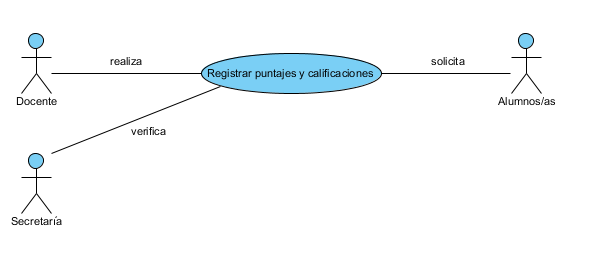 realiza
solicita
Registrar puntajes y calificaciones
Docente
Alumnos/as
verifica
Secretaría